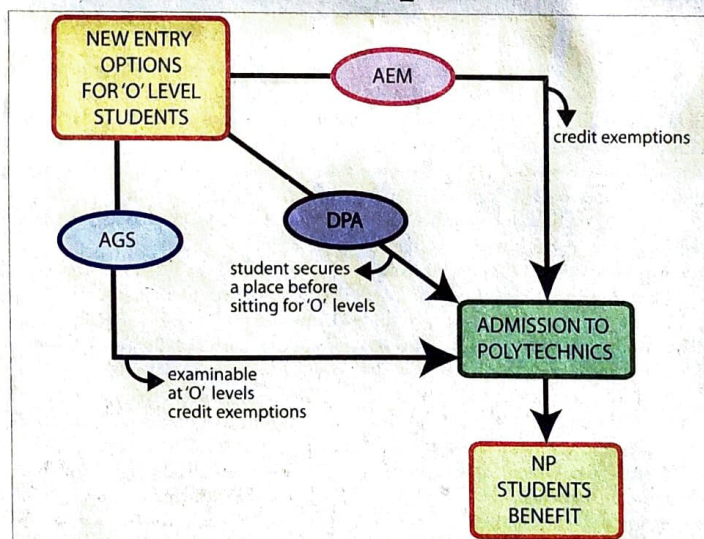 NEW ENTRY
OPTIONS
FOR 'O' LEVEL
STUDENTS
AEM
credit exemptions
AGS
DPA
student secures
a place before
sitting for 'O' levels
ADMISSION TO
POLYTECHNICS
examinable
at 'O' levels
credit exemptions
NP
STUDENTS
BENEFIT